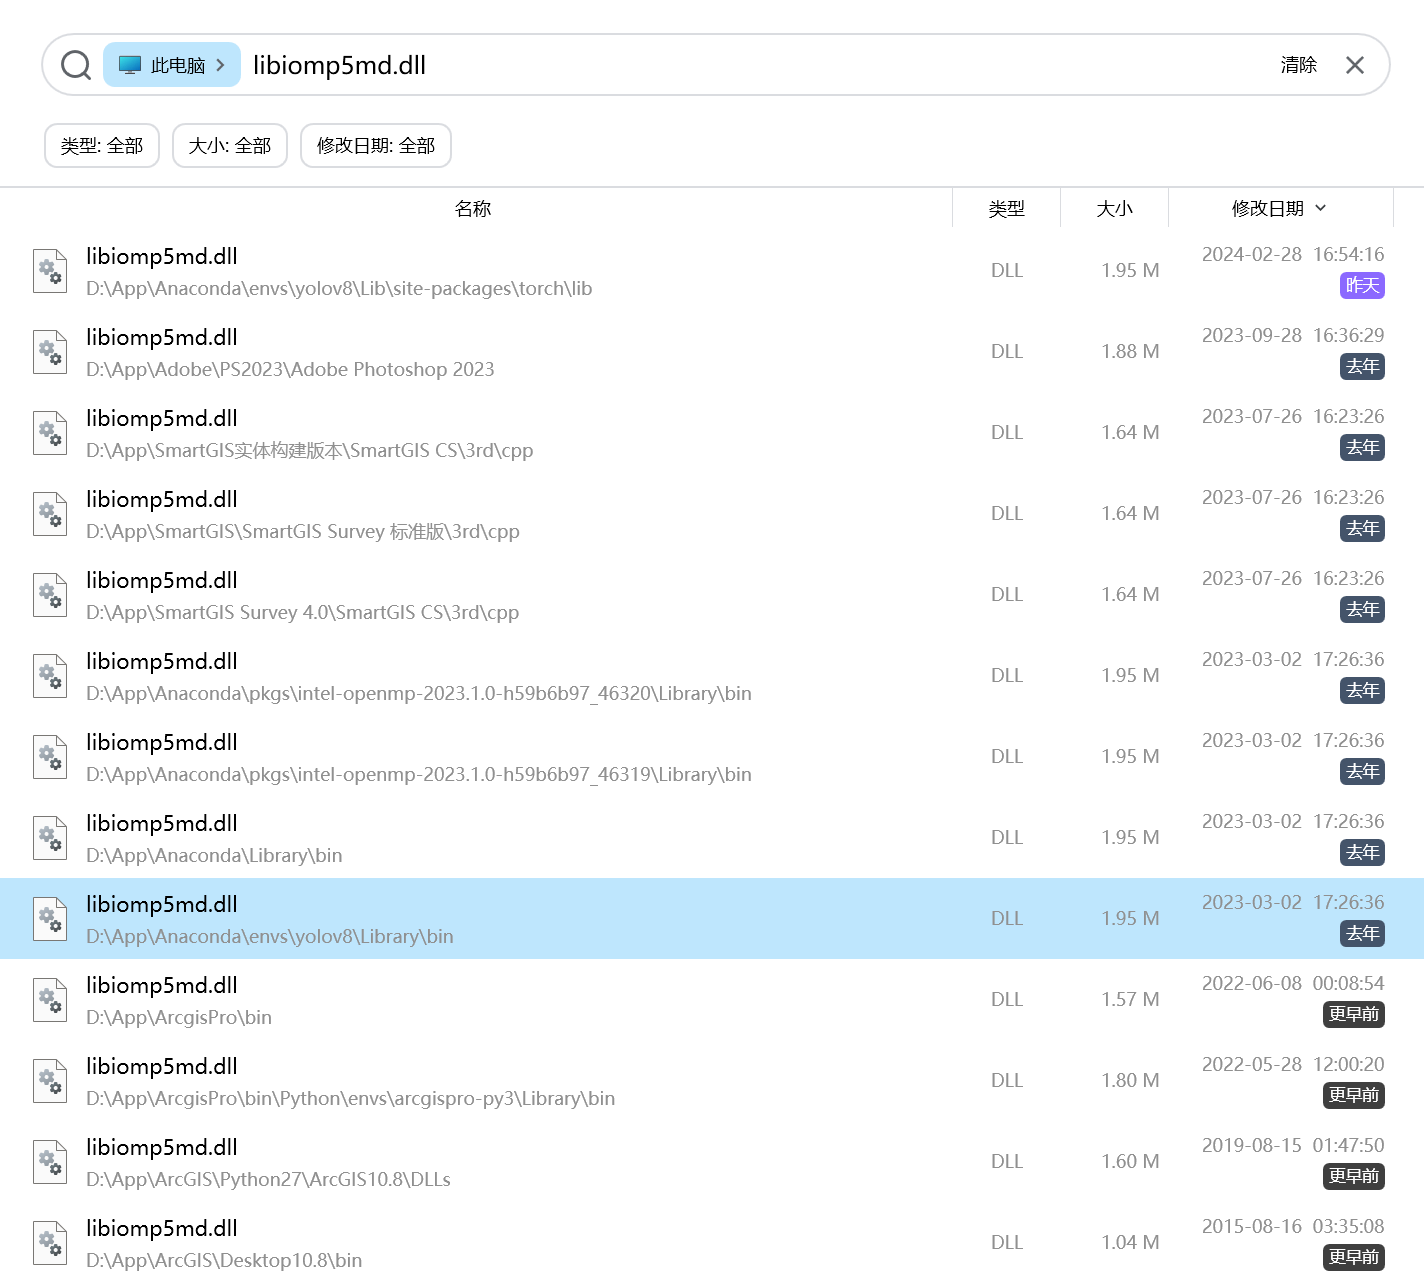 此电脑 libiomp5md.dll 清除
类型: 全部 大小: 全部 修改日期: 全部
名称 类型 大小 修改日期
libiomp5md.dll
D:\App\Anaconda\envs\yolov8\Lib\site-packages\torch\lib
DLL 1.95 M 2024-02-28 16:54:16
昨天
libiomp5md.dll
D:\App\Adobe\PS2023\Adobe Photoshop 2023
DLL 1.88 M 2023-09-28 16:36:29
去年
libiomp5md.dll
D:\App\SmartGIS实体构建版本\SmartGIS CS\3rd\cpp
DLL 1.64 M 2023-07-26 16:23:26
去年
libiomp5md.dll
D:\App\SmartGIS\SmartGIS Survey 标准版\3rd\cpp
DLL 1.64 M 2023-07-26 16:23:26
去年
libiomp5md.dll
D:\App\SmartGIS Survey 4.0\SmartGIS CS\3rd\cpp
DLL 1.64 M 2023-07-26 16:23:26
去年
libiomp5md.dll
D:\App\Anaconda\pkgs\intel-openmp-2023.1.0-h59b6b97_46320\Library\bin
DLL 1.95 M 2023-03-02 17:26:36
去年
libiomp5md.dll
D:\App\Anaconda\pkgs\intel-openmp-2023.1.0-h59b6b97_46319\Library\bin
DLL 1.95 M 2023-03-02 17:26:36
去年
libiomp5md.dll
D:\App\Anaconda\Library\bin
DLL 1.95 M 2023-03-02 17:26:36
去年
libiomp5md.dll
D:\App\Anaconda\envs\yolov8\Library\bin
DLL 1.95 M 2023-03-02 17:26:36
去年
libiomp5md.dll
D:\App\ArcgisPro\bin
DLL 1.57 M 2022-06-08 00:08:54
更早前
libiomp5md.dll
D:\App\ArcgisPro\bin\Python\envs\arcgispro-py3\Library\bin
DLL 1.80 M 2022-05-28 12:00:20
更早前
libiomp5md.dll
D:\App\ArcGIS\Python27\ArcGIS10.8\DLLs
DLL 1.60 M 2019-08-15 01:47:50
更早前
libiomp5md.dll
D:\App\ArcGIS\Desktop10.8\bin
DLL 1.04 M 2015-08-16 03:35:08
更早前